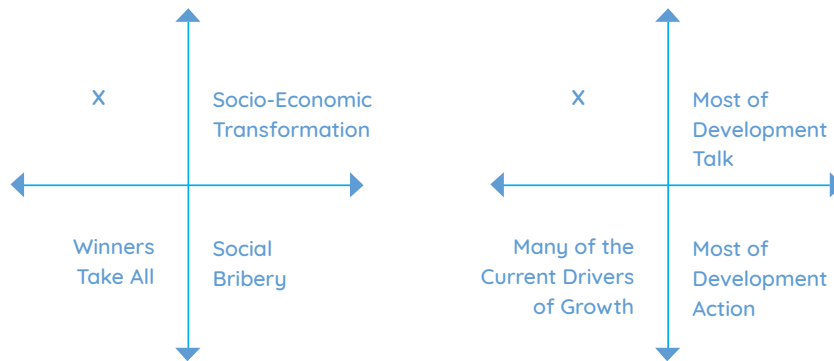 x
Socio-Economic
Transformation
Winners
Take All
Social
Bribery
x
Most of
Development
Talk
Many of the
Current Drivers
of Growth
Most of
Development
Action